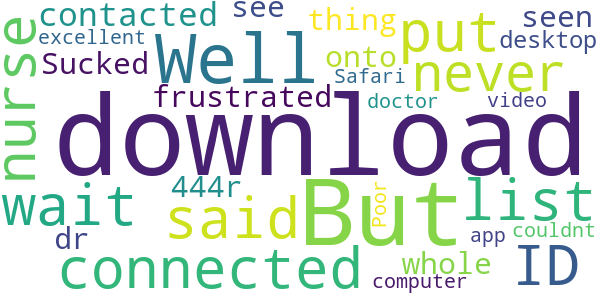 contacted see thing seen
excellent desktop
nurse Sucked Well onto put never
Safari
frustrated doctor video
download
wait 444r said But list
Poor
dr connected whole app couldnt
computer ID